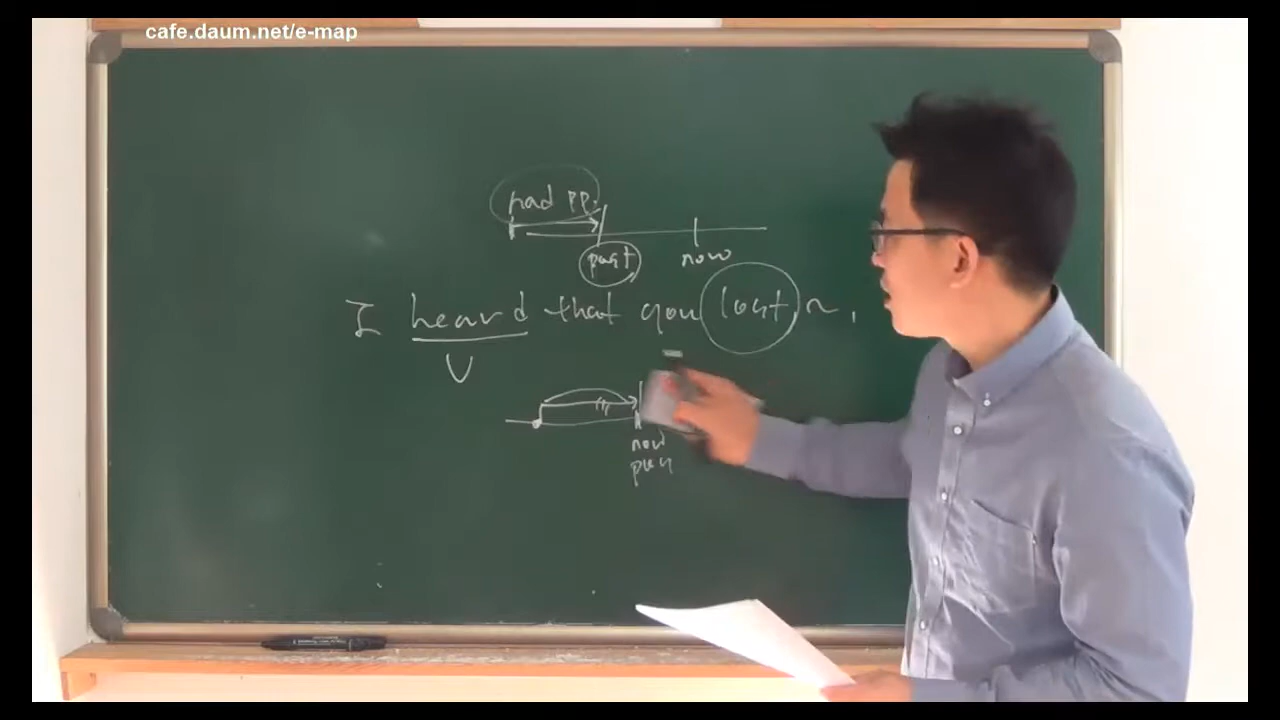 cafe.daum.net/e-map
had pp.
past now
I heard that you lost ~.
V
now